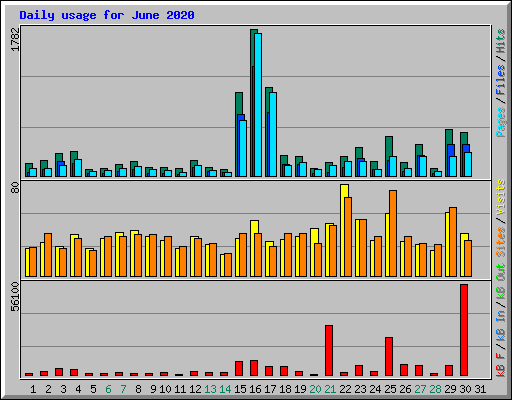 Daily usage for June 2020
1782
Pages / Files / Hits
80
Sites / Visits
56100
kB F / kB In / kB Out
1 2 3 4 5 6 7 8 9 10 11 12 13 14 15 16 17 18 19 20 21 22 23 24 25 26 27 28 29 30 31